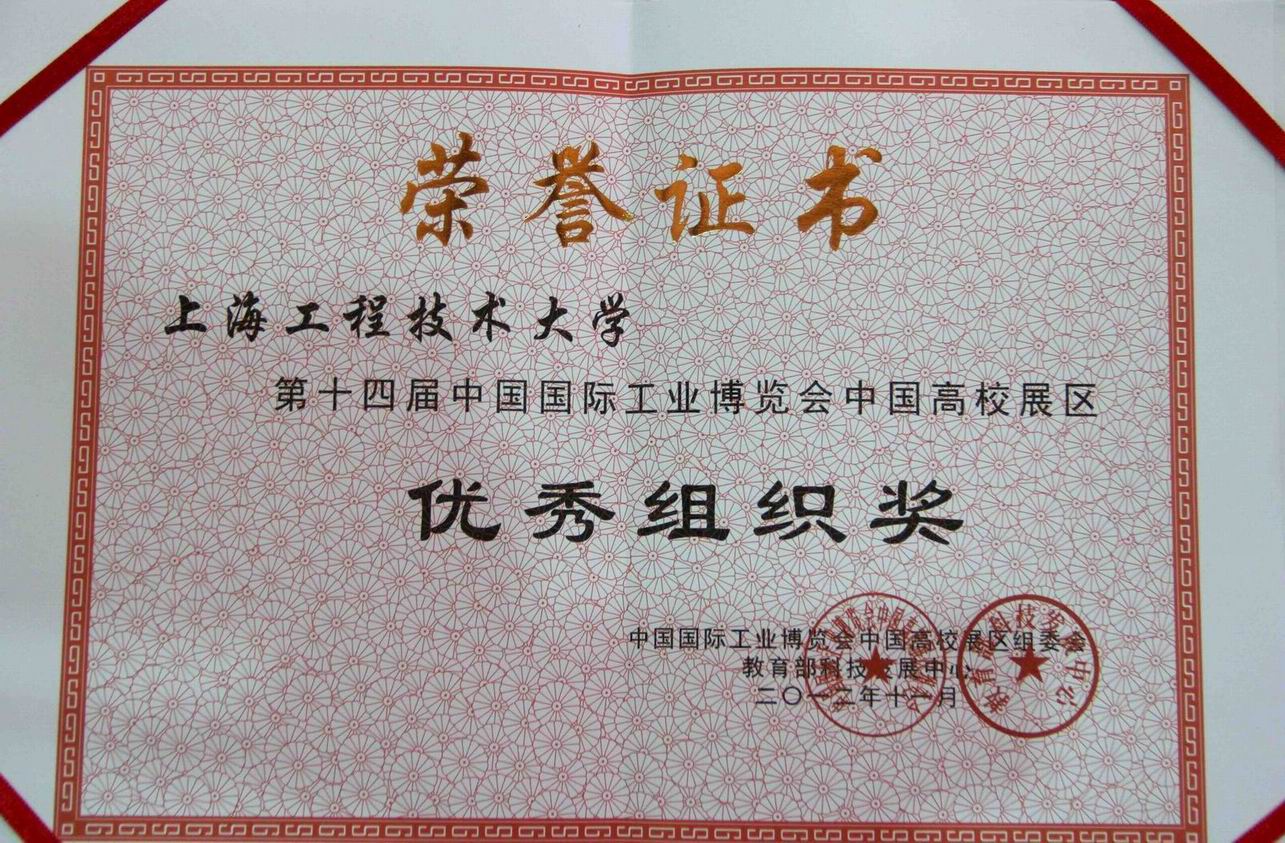 荣誉证书
上海工程技术大学
第十四届中国国际工业博览会中国高校展区
优秀组织奖
中国国际工业博览会中国高校展区组委会
教育部科技发展中心
二〇一二年十一月